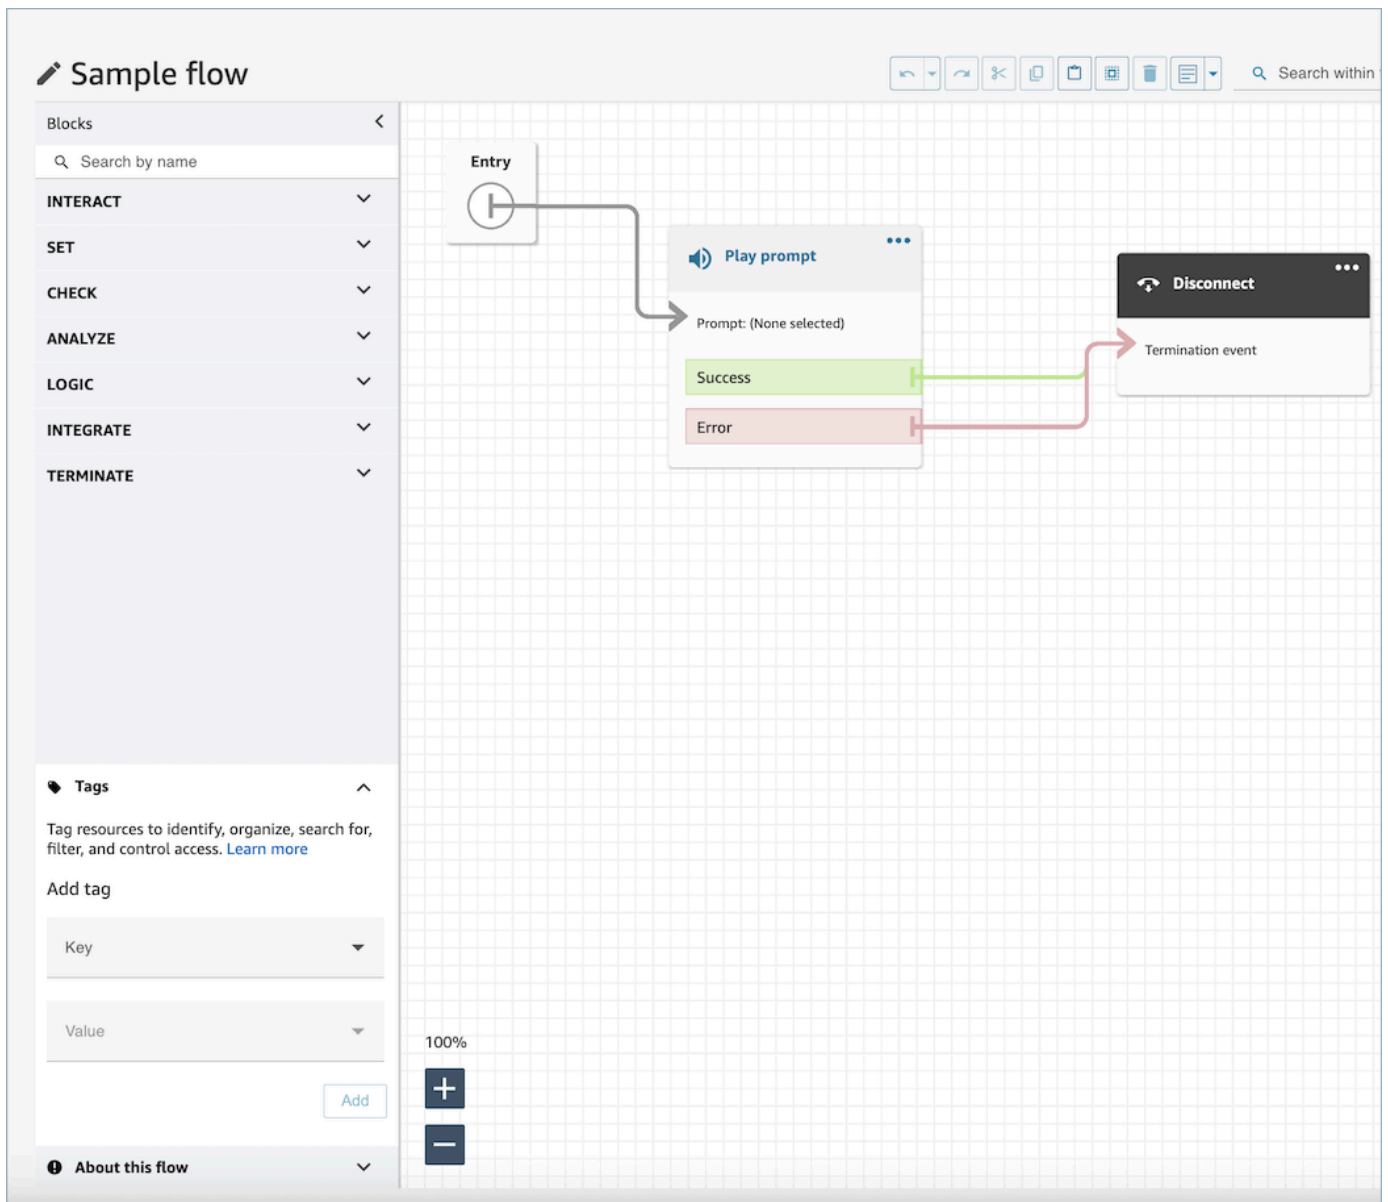 Sample flow
Search within
Blocks
Search by name
INTERACT
SET
CHECK
ANALYZE
LOGIC
INTEGRATE
TERMINATE
Tags
Tag resources to identify, organize, search for,
filter, and control access. Learn more
Add tag
Key
Value
Add
About this flow
Entry
Play prompt
Prompt: (None selected)
Success
Error
Disconnect
Termination event
100%